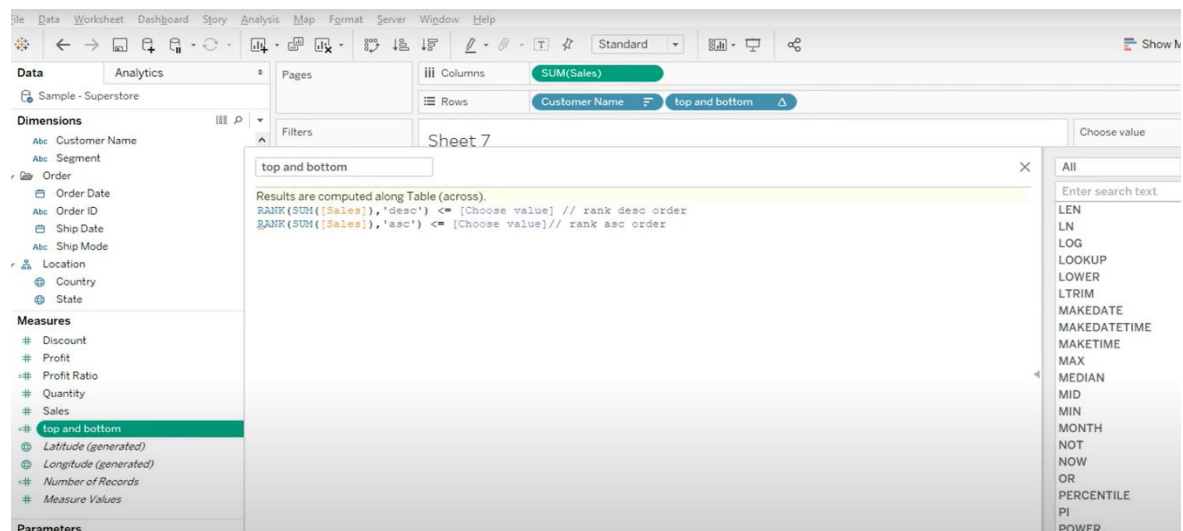 ile Data Worksheet Dashboard Story Analysis Map Format Server Window Help
Standard
Show M
Data Analytics
Pages
Columns
SUM(Sales)
Sample - Superstore
Rows
Customer Name
top and bottom
Dimensions
Filters
Sheet 7
Choose value
Abc Customer Name
Abc Segment
Order
Order Date
Abc Order ID
Ship Date
Abc Ship Mode
Location
Country
State
Measures
# Discount
# Profit
=# Profit Ratio
# Quantity
# Sales
=# top and bottom
Latitude (generated)
Longitude (generated)
=# Number of Records
# Measure Values
Parameters
top and bottom
Results are computed along Table (across).
RANK(SUM([Sales]),'desc') <= [Choose value] // rank desc order
RANK(SUM([Sales]),'asc') <= [Choose value]// rank asc order
All
Enter search text
LEN
LN
LOG
LOOKUP
LOWER
LTRIM
MAKEDATE
MAKEDATETIME
MAKETIME
MAX
MEDIAN
MID
MIN
MONTH
NOT
NOW
OR
PERCENTILE
PI
POWER